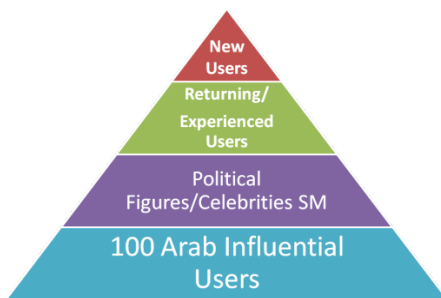 New
Users
Returning/
Experienced
Users
Political
Figures/Celebrities SM
100 Arab Influential
Users